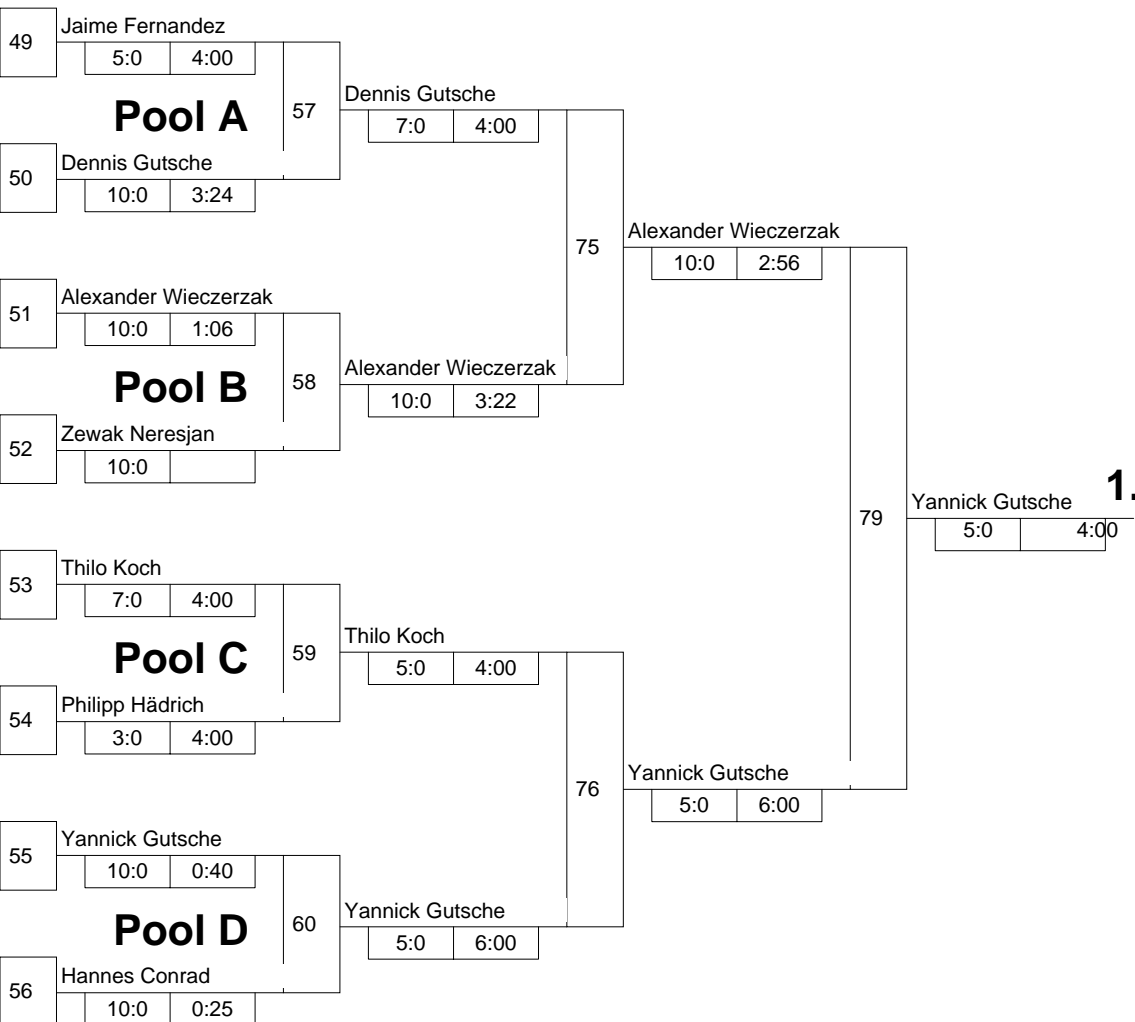 49 Jaime Fernandez
5:0 4:00
Pool A 57 Dennis Gutsche
7:0 4:00
50 Dennis Gutsche
10:0 3:24
75 Alexander Wieczerzak
10:0 2:56
51 Alexander Wieczerzak
10:0 1:06
Pool B 58 Alexander Wieczerzak
10:0 3:22
52 Zewak Neresjan
10:0
79 Yannick Gutsche 1.
5:0 4:00
53 Thilo Koch
7:0 4:00
Pool C 59 Thilo Koch
5:0 4:00
54 Philipp Hädrich
3:0 4:00
76 Yannick Gutsche
5:0 6:00
55 Yannick Gutsche
10:0 0:40
Pool D 60 Yannick Gutsche
5:0 6:00
56 Hannes Conrad
10:0 0:25